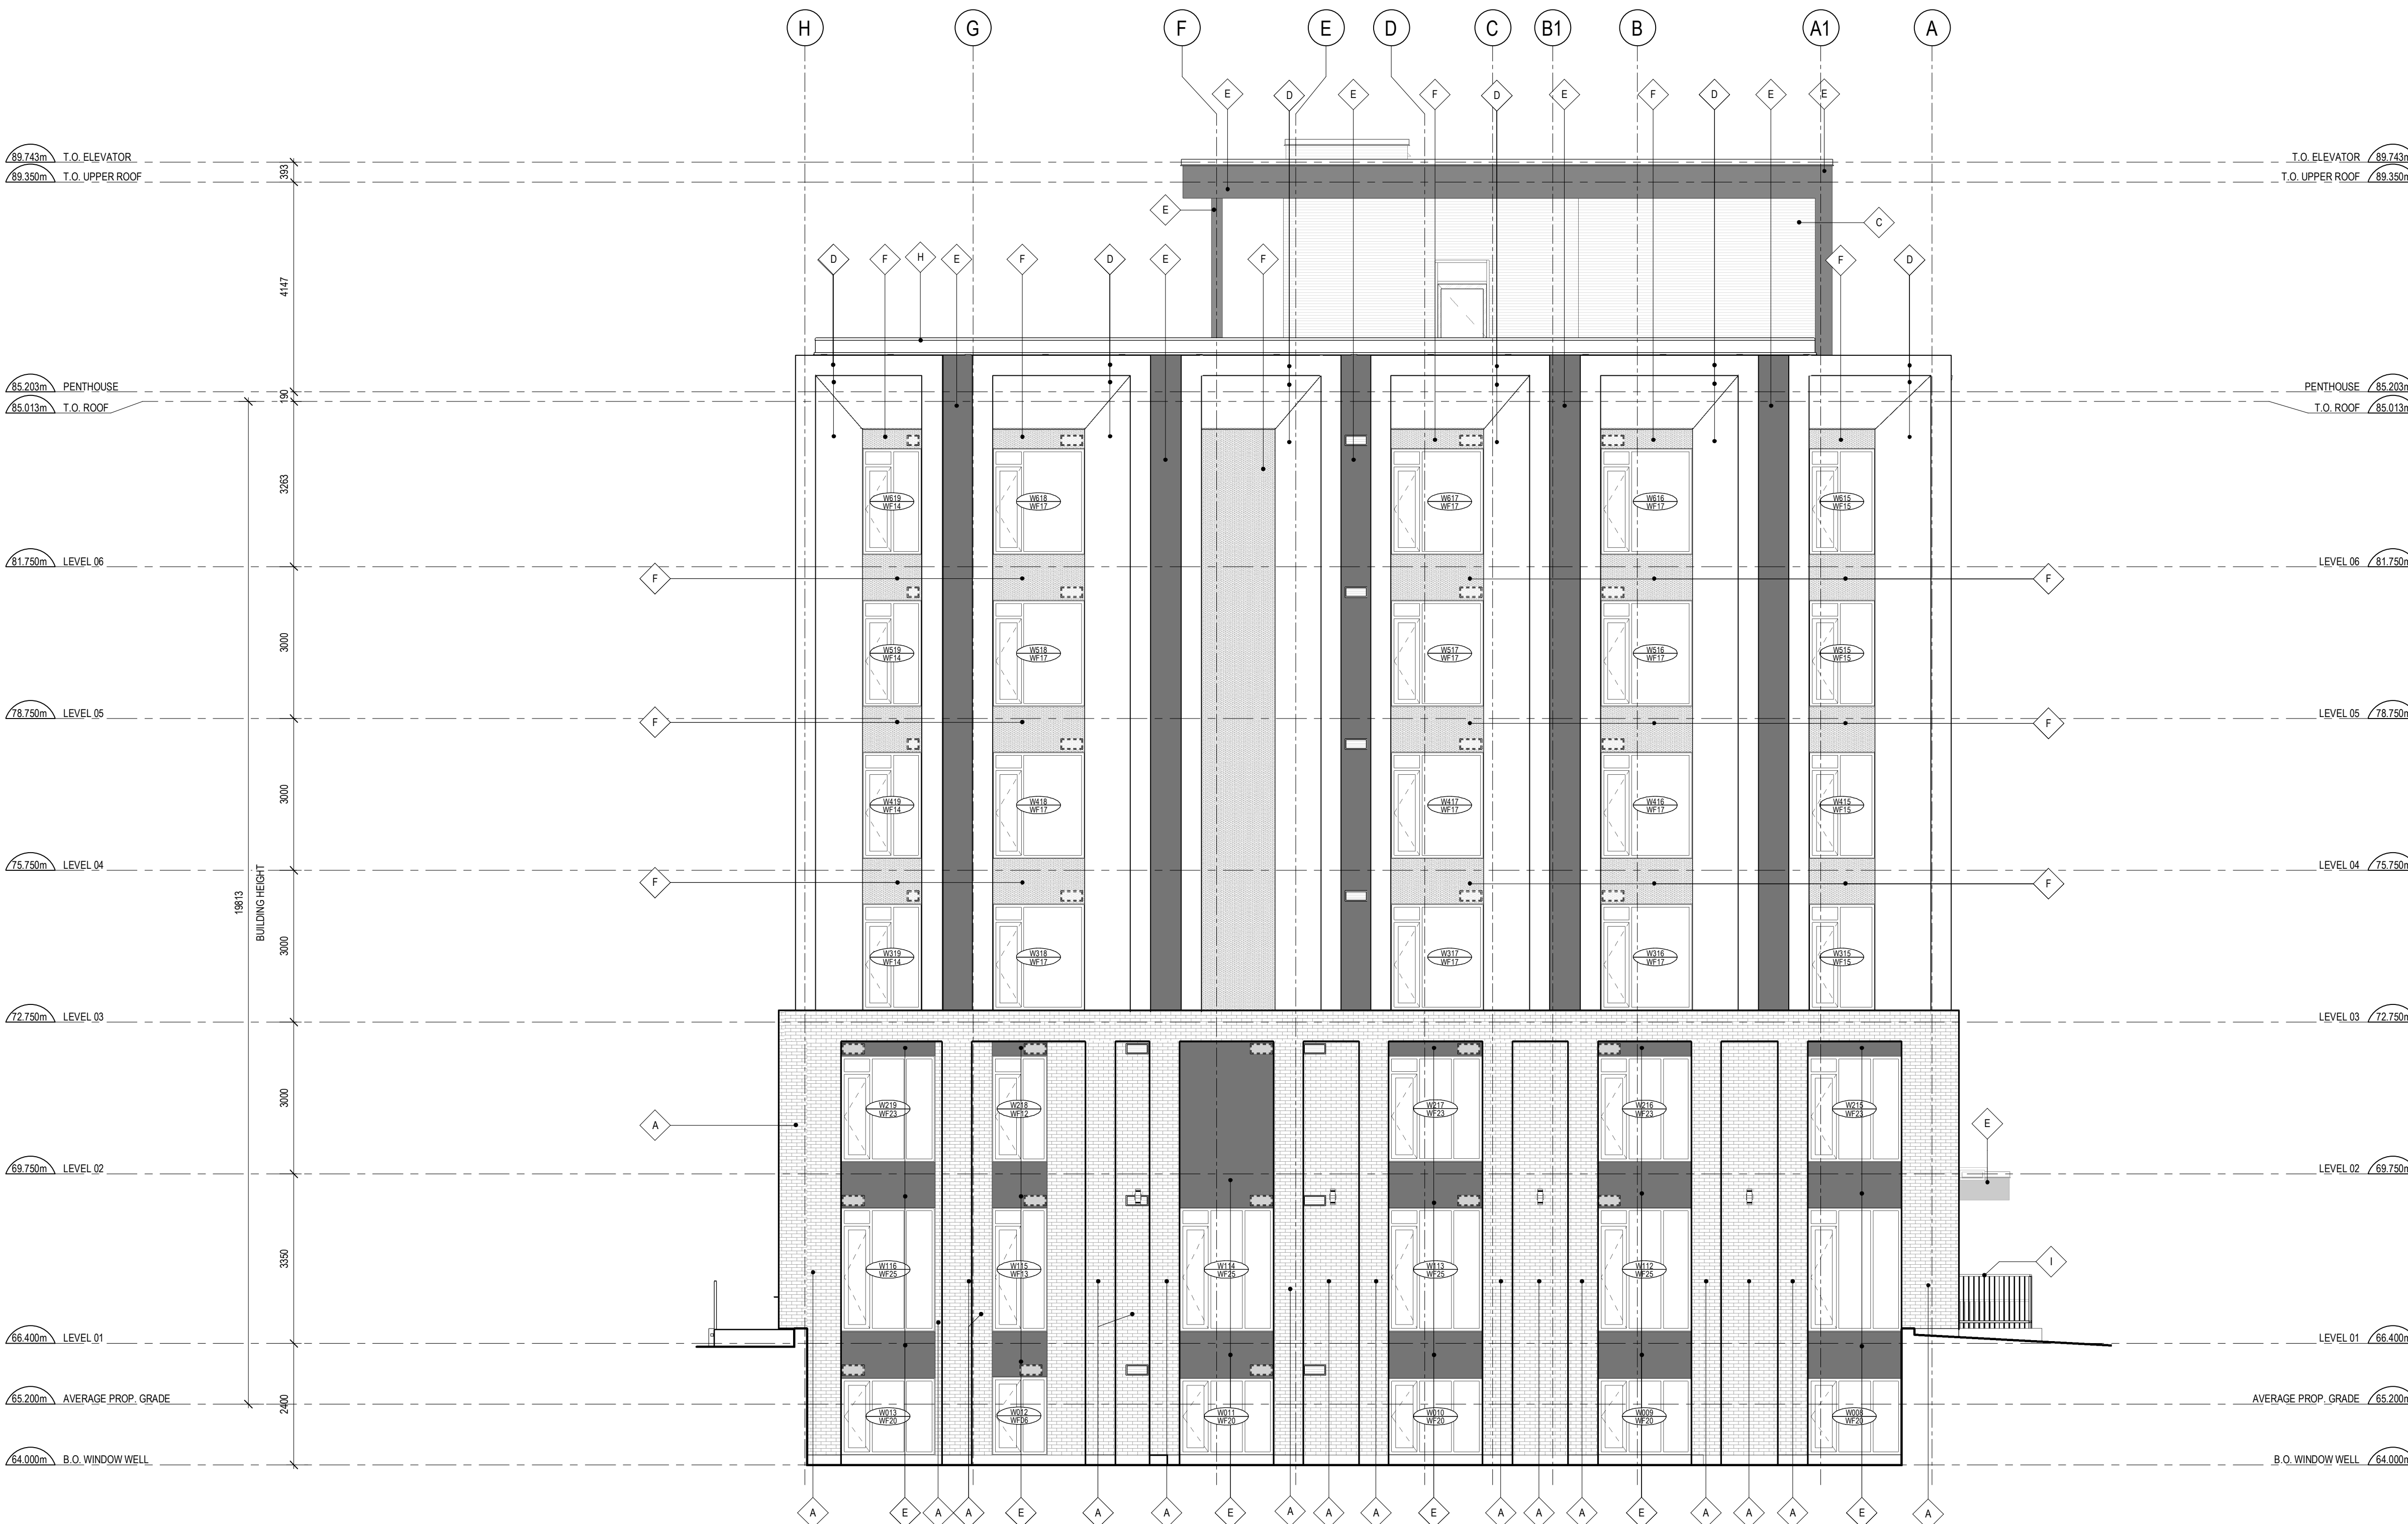 H G F E D C B1 B A1 A
E D E F D E F D E E
89.743m T.O. ELEVATOR
T.O. ELEVATOR 89.743m
393
89.350m T.O. UPPER ROOF
T.O. UPPER ROOF 89.350m
E C
D F H E F D E F F D
4147
85.203m PENTHOUSE
PENTHOUSE 85.203m
190
85.013m T.O. ROOF
T.O. ROOF 85.013m
3263
W619 W618 W617 W616 W615
WF14 WF17 WF17 WF17 WF15
81.750m LEVEL 06
LEVEL 06 81.750m
F F
3000
W519 W518 W517 W516 W515
WF14 WF17 WF17 WF17 WF15
78.750m LEVEL 05
LEVEL 05 78.750m
F F
3000
W419 W418 W417 W416 W415
WF14 WF17 WF17 WF17 WF15
75.750m LEVEL 04
LEVEL 04 75.750m
F F
19813
BUILDING HEIGHT
3000
W319 W318 W317 W316 W315
WF14 WF17 WF17 WF17 WF15
72.750m LEVEL 03
LEVEL 03 72.750m
3000
W219 W218 W217 W216 W215
WF23 WF12 WF23 WF23 WF23
A E
69.750m LEVEL 02
LEVEL 02 69.750m
3350
W116 W115 W114 W113 W112
WF25 WF13 WF25 WF25 WF25
I
66.400m LEVEL 01
LEVEL 01 66.400m
65.200m AVERAGE PROP. GRADE
AVERAGE PROP. GRADE 65.200m
2400
W013 W012 W011 W010 W009 W008
WF20 WF06 WF20 WF20 WF20 WF20
64.000m B.O. WINDOW WELL
B.O. WINDOW WELL 64.000m
A E A A E A A E A A A E A A A E A A A E A